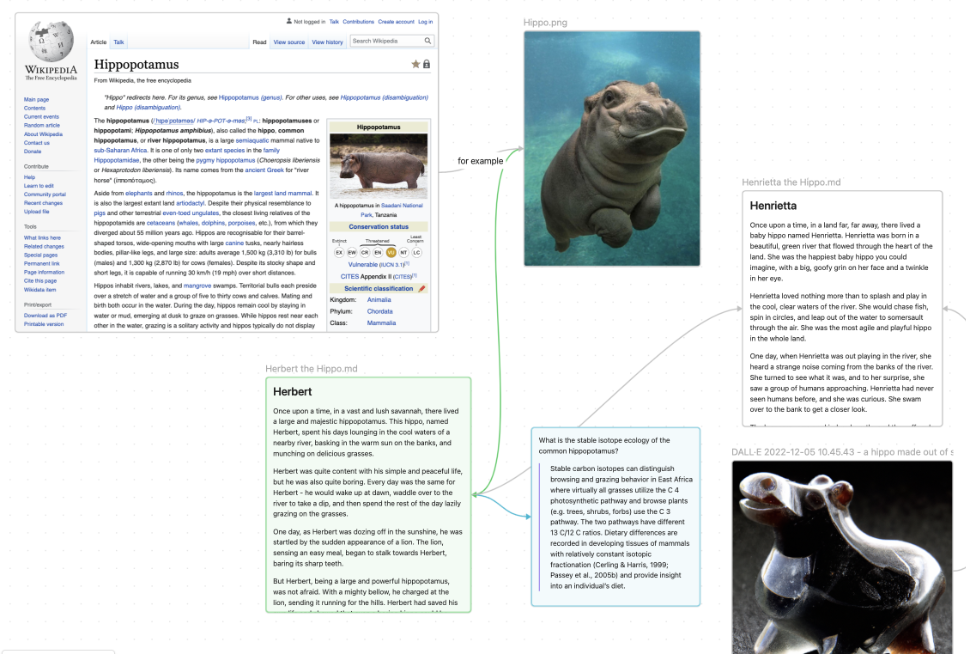 Not logged in Talk Contributions Create account Log in
Article Talk Read View source View history Search Wikipedia
WIKIPEDIA
The Free Encyclopedia
Main page
Contents
Current events
Random article
About Wikipedia
Contact us
Donate
Contribute
Help
Learn to edit
Community portal
Recent changes
Upload file
Tools
What links here
Related changes
Special pages
Permanent link
Page information
Cite this page
Wikidata item
Print/export
Download as PDF
Printable version
Hippopotamus
From Wikipedia, the free encyclopedia
"Hippo" redirects here. For its genus, see Hippopotamus (genus). For other uses, see Hippopotamus (disambiguation)
and Hippo (disambiguation).
The hippopotamus (/ˌhɪpəˈpɒtəməs/ HIP-ə-POT-ə-məs;[3] PL: hippopotamuses or
hippopotami; Hippopotamus amphibius), also called the hippo, common
hippopotamus, or river hippopotamus, is a large semiaquatic mammal native to
sub-Saharan Africa. It is one of only two extant species in the family
Hippopotamidae, the other being the pygmy hippopotamus (Choeropsis liberiensis
or Hexaprotodon liberiensis). Its name comes from the ancient Greek for "river
horse" (ἱπποπόταμος).
Aside from elephants and rhinos, the hippopotamus is the largest land mammal. It
is also the largest extant land artiodactyl. Despite their physical resemblance to
pigs and other terrestrial even-toed ungulates, the closest living relatives of the
hippopotamids are cetaceans (whales, dolphins, porpoises, etc.), from which they
diverged about 55 million years ago. Hippos are recognisable for their barrel-
shaped torsos, wide-opening mouths with large canine tusks, nearly hairless
bodies, pillar-like legs, and large size: adults average 1,500 kg (3,310 lb) for bulls
(males) and 1,300 kg (2,870 lb) for cows (females). Despite its stocky shape and
short legs, it is capable of running 30 km/h (19 mph) over short distances.
Hippos inhabit rivers, lakes, and mangrove swamps. Territorial bulls each preside
over a stretch of water and a group of five to thirty cows and calves. Mating and
birth both occur in the water. During the day, hippos remain cool by staying in
water or mud, emerging at dusk to graze on grasses. While hippos rest near each
other in the water, grazing is a solitary activity and hippos typically do not display
Hippopotamus
A hippopotamus in Saadani National
Park, Tanzania
Conservation status
Extinct Threatened Least Concern
EX EW CR EN VU NT LC
Vulnerable (IUCN 3.1)[1]
CITES Appendix II (CITES)[1]
Scientific classification
Kingdom: Animalia
Phylum: Chordata
Class: Mammalia
for example
Hippo.png
Henrietta the Hippo.md
Henrietta
Once upon a time, in a land far, far away, there lived a
baby hippo named Henrietta. Henrietta was born in a
beautiful, green river that flowed through the heart of the
land. She was the happiest baby hippo you could
imagine, with a big, goofy grin on her face and a twinkle
in her eye.
Henrietta loved nothing more than to splash and play in
the cool, clear waters of the river. She would chase fish,
spin in circles, and leap out of the water to somersault
through the air. She was the most agile and playful hippo
in the whole land.
One day, when Henrietta was out playing in the river, she
heard a strange noise coming from the banks of the river.
She turned to see what it was, and to her surprise, she
saw a group of humans approaching. Henrietta had never
seen humans before, and she was curious. She swam
over to the bank to get a closer look.
Herbert the Hippo.md
Herbert
Once upon a time, in a vast and lush savannah, there lived
a large and majestic hippopotamus. This hippo, named
Herbert, spent his days lounging in the cool waters of a
nearby river, basking in the warm sun on the banks, and
munching on delicious grasses.
Herbert was quite content with his simple and peaceful life,
but he was also quite boring. Every day was the same for
Herbert - he would wake up at dawn, waddle over to the
river to take a dip, and then spend the rest of the day lazily
grazing on the grasses.
One day, as Herbert was dozing off in the sunshine, he was
startled by the sudden appearance of a lion. The lion,
sensing an easy meal, began to stalk towards Herbert,
baring its sharp teeth.
But Herbert, being a large and powerful hippopotamus,
was not afraid. With a mighty bellow, he charged at the
lion, sending it running for the hills. Herbert had saved his
What is the stable isotope ecology of the
common hippopotamus?
Stable carbon isotopes can distinguish
browsing and grazing behavior in East Africa
where virtually all grasses utilize the C 4
photosynthetic pathway and browse plants
(e.g. trees, shrubs, forbs) use the C 3
pathway. The two pathways have different
13 C/12 C ratios. Dietary differences are
recorded in developing tissues of mammals
with relatively constant isotopic
fractionation (Cerling & Harris, 1999;
Passey et al., 2005b) and provide insight
into an individual's diet.
DALL·E 2022-12-05 10.45.43 - a hippo made out of s